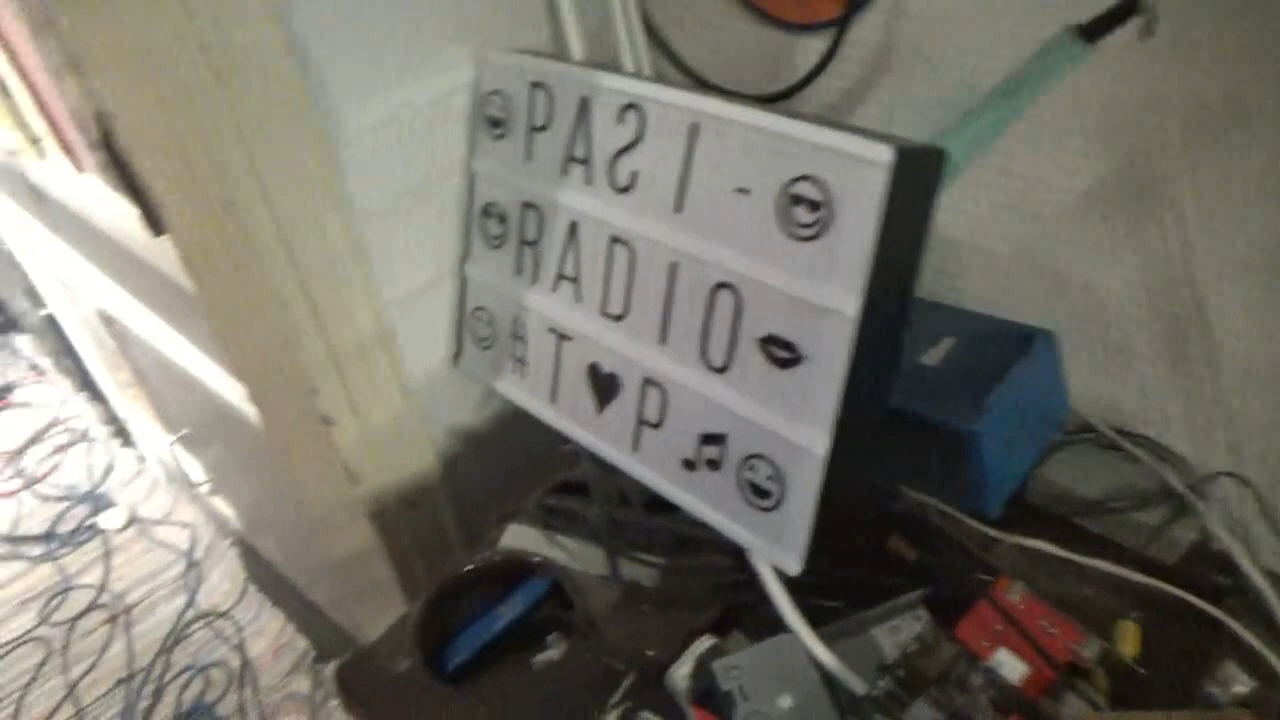 😊PASI-😎
😎RADIO💋
☺#T♥P♫😃